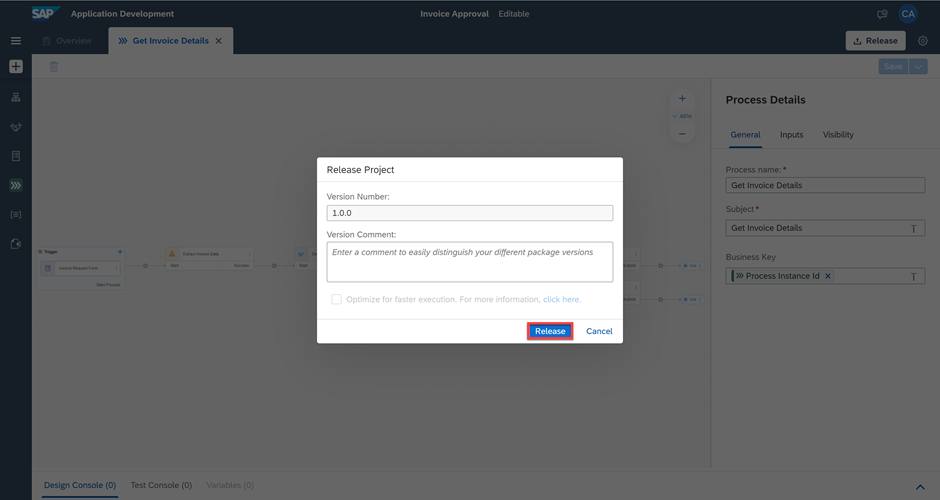 SAP Application Development Invoice Approval Editable CA
Overview Get Invoice Details Release
Save
Process Details
46%
General Inputs Visibility
Process name:*
Get Invoice Details
Subject*
Get Invoice Details
Business Key
Process Instance Id
Trigger
Invoice Request Form
Start Process
Extract Invoice Data
Start Success
Release Project
Version Number:
1.0.0
Version Comment:
Enter a comment to easily distinguish your different package versions
Optimize for faster execution. For more information, click here.
Release Cancel
Design Console (0) Test Console (0) Variables (0)